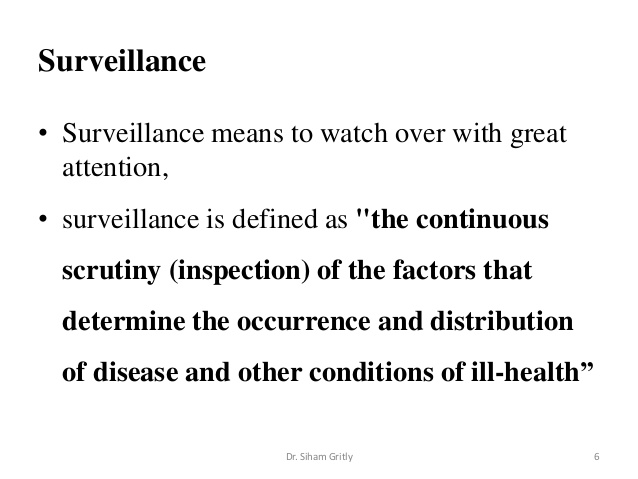 Surveillance
• Surveillance means to watch over with great
attention,
• surveillance is defined as "the continuous
scrutiny (inspection) of the factors that
determine the occurrence and distribution
of disease and other conditions of ill-health”
Dr. Siham Gritly
6